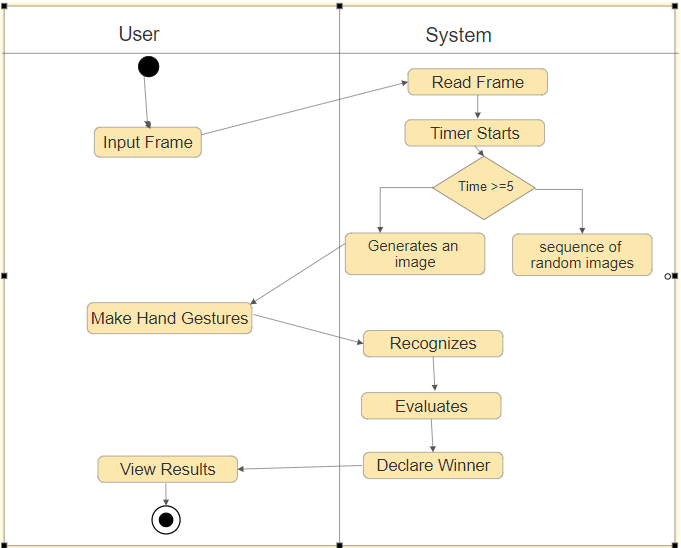 User
System
Read Frame
Input Frame
Timer Starts
Time >=5
Generates an
image
sequence of
random images
Make Hand Gestures
Recognizes
Evaluates
View Results
Declare Winner